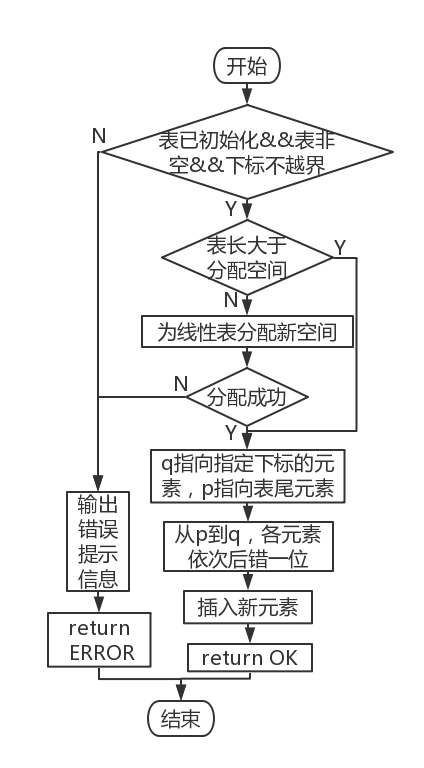 开始
N
表已初始化&&表非
空&&下标不越界
Y
表长大于
分配空间
Y
N
为线性表分配新空间
N
分配成功
Y
q指向指定下标的元
素，p指向表尾元素
输出
错误
提示
信息
从p到q，各元素
依次后错一位
插入新元素
return
ERROR
return OK
结束